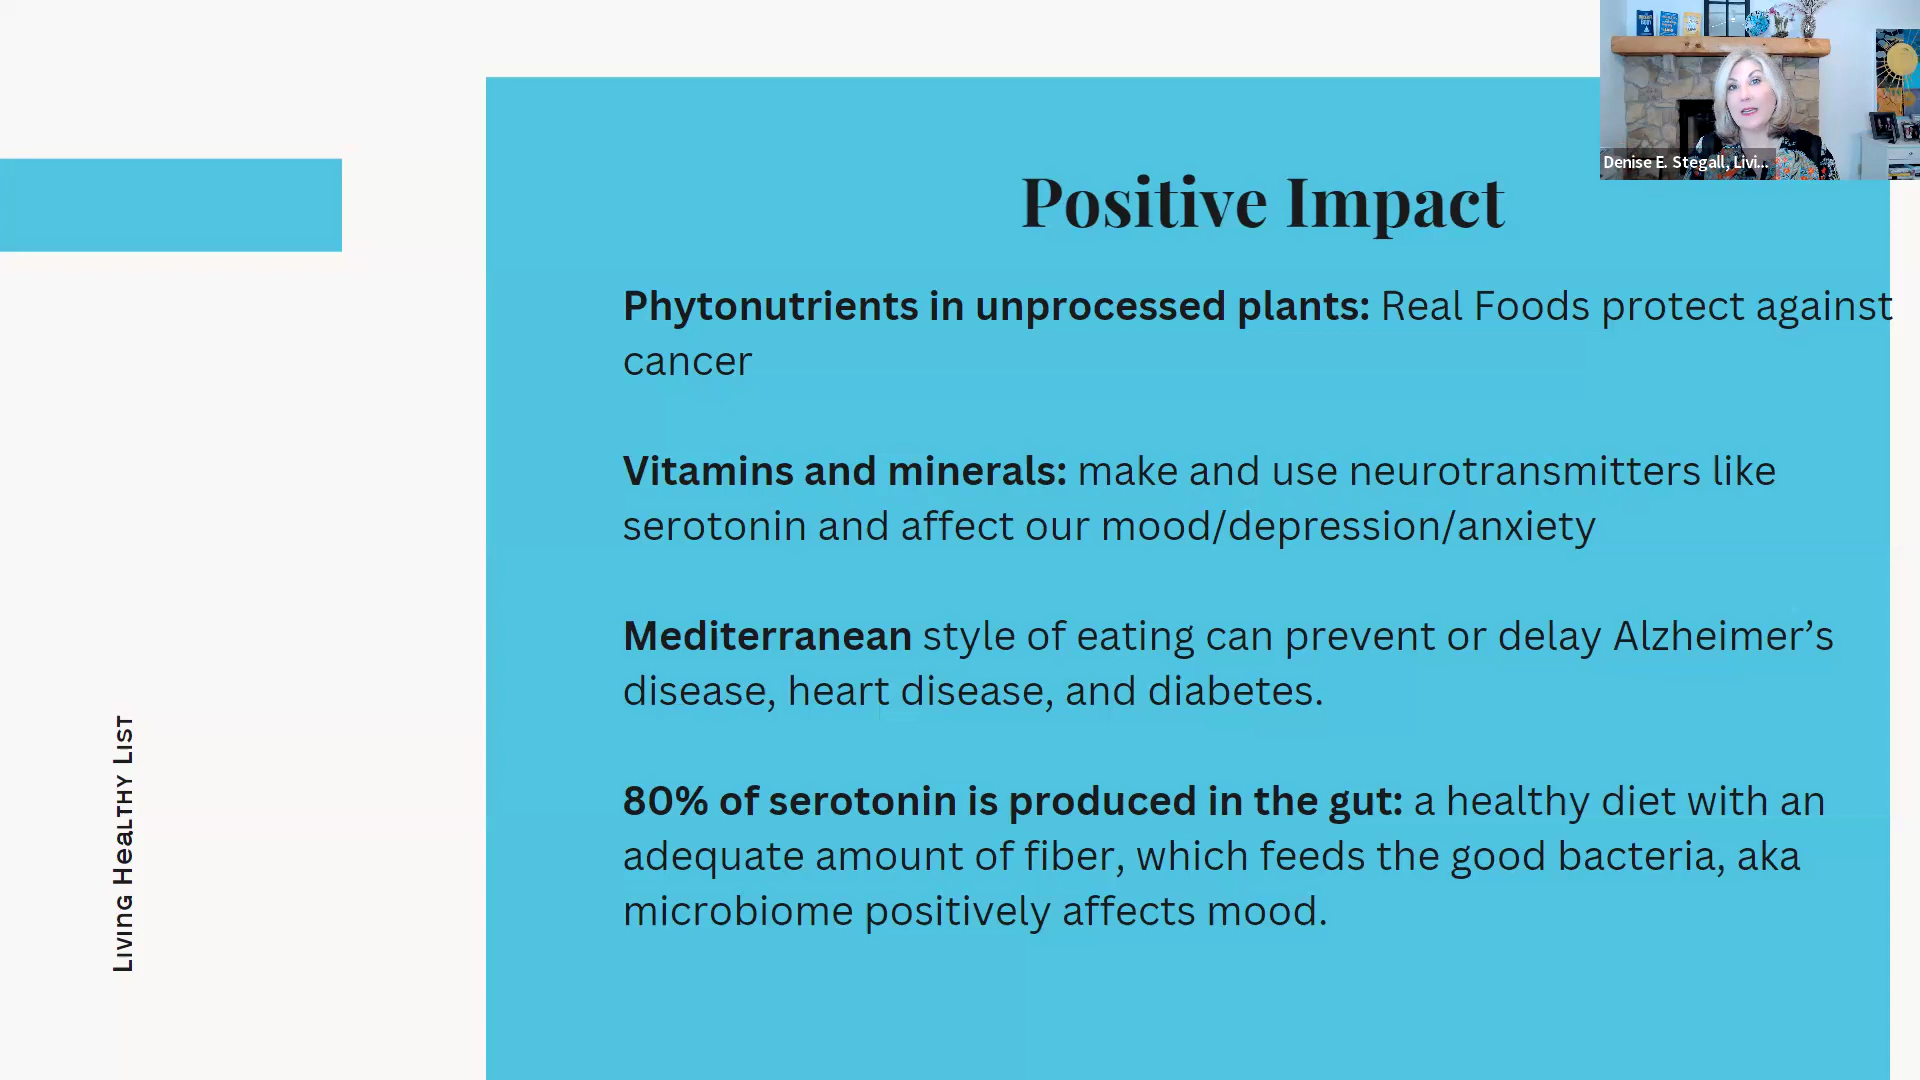 Denise E. Stegall, Livi...
Positive Impact
Phytonutrients in unprocessed plants: Real Foods protect against
cancer
Vitamins and minerals: make and use neurotransmitters like
serotonin and affect our mood/depression/anxiety
Mediterranean style of eating can prevent or delay Alzheimer’s
disease, heart disease, and diabetes.
80% of serotonin is produced in the gut: a healthy diet with an
adequate amount of fiber, which feeds the good bacteria, aka
microbiome positively affects mood.
Living Healthy List